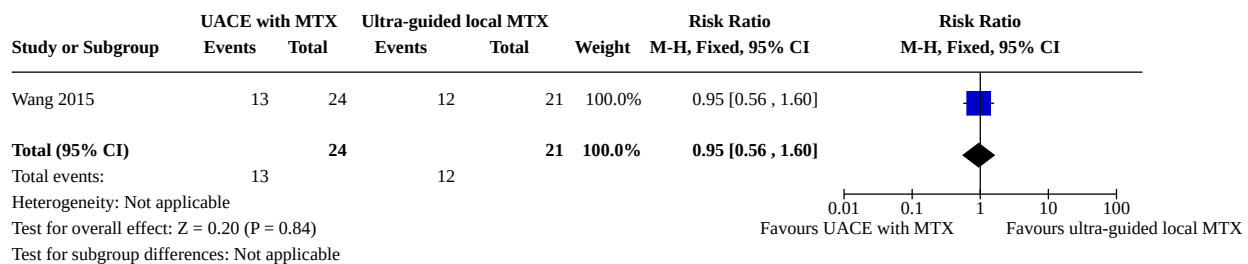 UACE with MTX Ultra-guided local MTX Risk Ratio Risk Ratio
Study or Subgroup Events Total Events Total Weight M-H, Fixed, 95% CI M-H, Fixed, 95% CI
Wang 2015 13 24 12 21 100.0% 0.95 [0.56 , 1.60]
Total (95% CI) 24 21 100.0% 0.95 [0.56 , 1.60]
Total events: 13 12
Heterogeneity: Not applicable
0.01 0.1 1 10 100
Test for overall effect: Z = 0.20 (P = 0.84) Favours UACE with MTX Favours ultra-guided local MTX
Test for subgroup differences: Not applicable